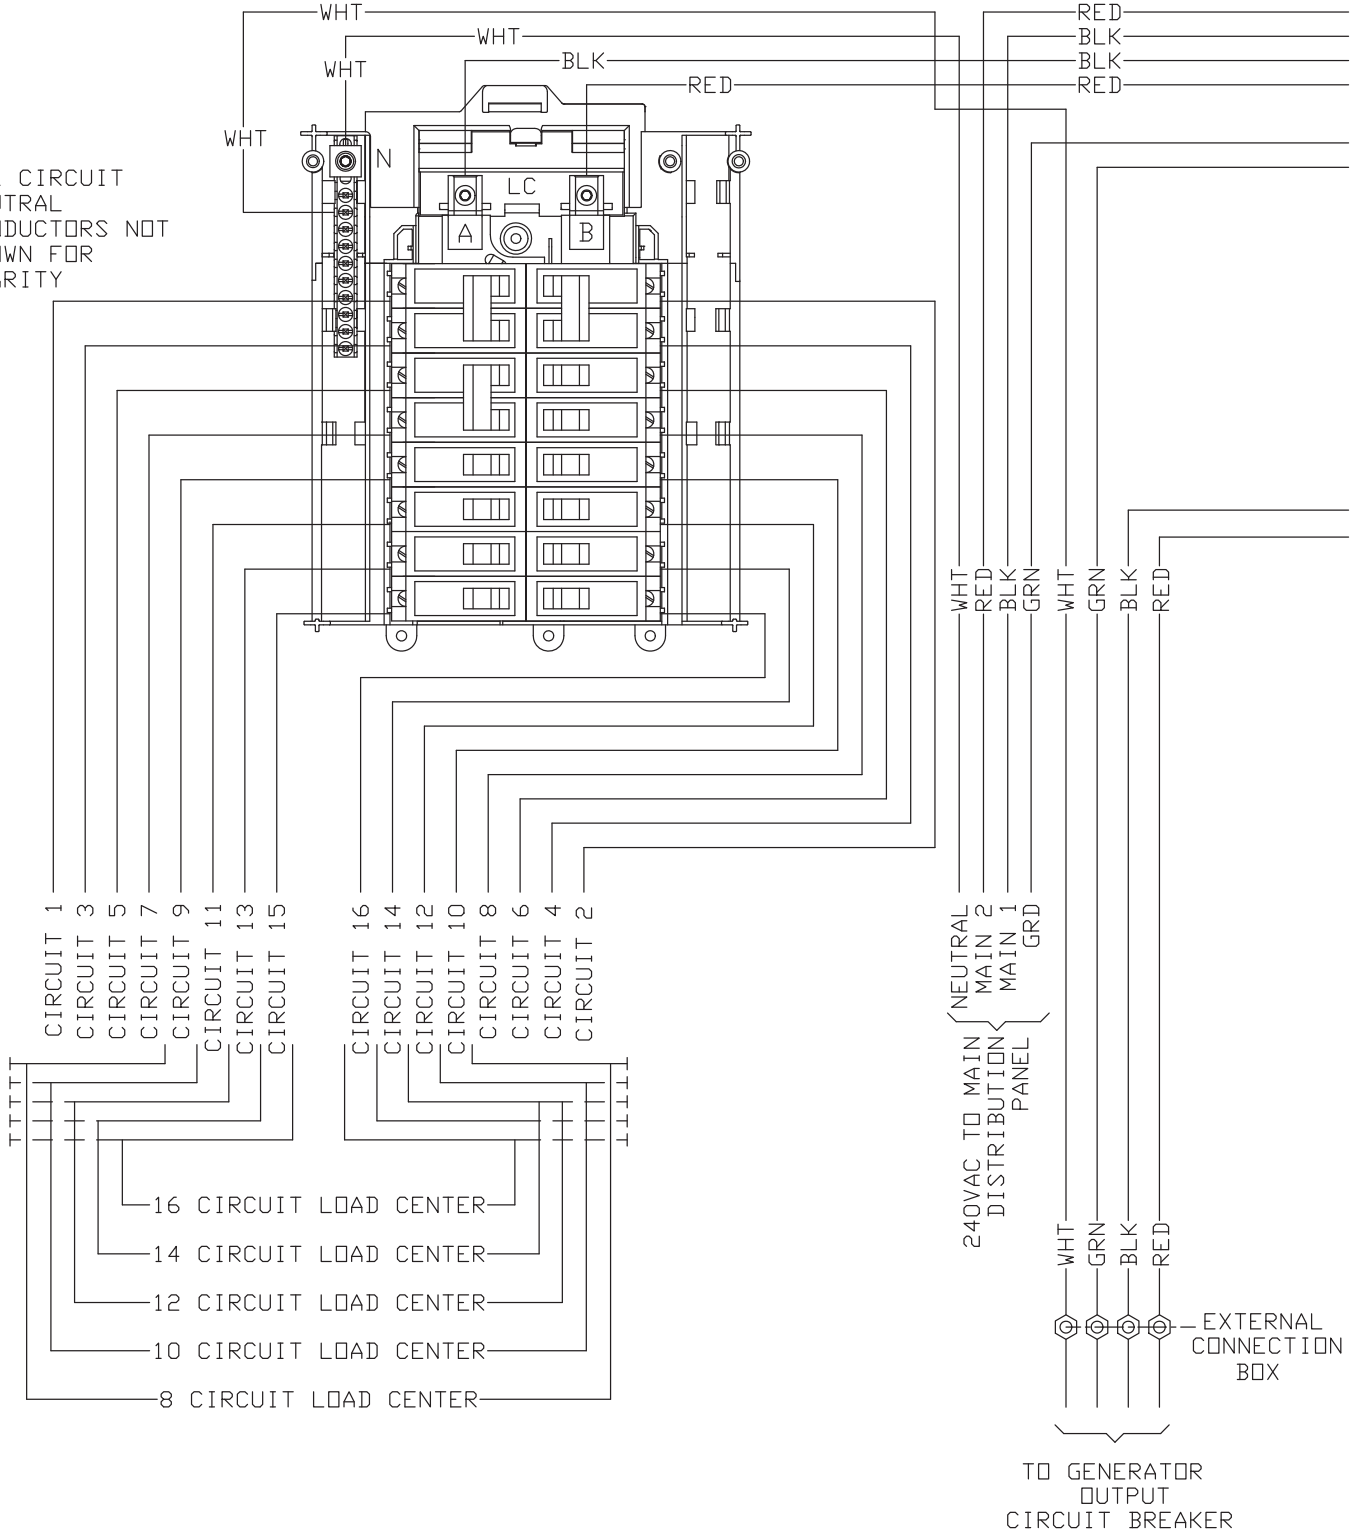 WHT
RED
WHT
BLK
WHT
BLK
BLK
RED
RED
WHT
N
CIRCUIT
NOT
FOR
LC
A
B
WHT
RED
BLK
GRN
WHT
GRN
BLK
RED
CIRCUIT 1
CIRCUIT 3
CIRCUIT 5
CIRCUIT 7
CIRCUIT 9
CIRCUIT 11
CIRCUIT 13
CIRCUIT 15
CIRCUIT 16
CIRCUIT 14
CIRCUIT 12
CIRCUIT 10
CIRCUIT 8
CIRCUIT 6
CIRCUIT 4
CIRCUIT 2
NEUTRAL
MAIN 2
MAIN 1
GRD
240VAC TO MAIN
DISTRIBUTION
PANEL
16 CIRCUIT LOAD CENTER
14 CIRCUIT LOAD CENTER
12 CIRCUIT LOAD CENTER
10 CIRCUIT LOAD CENTER
8 CIRCUIT LOAD CENTER
WHT
GRN
BLK
RED
EXTERNAL
CONNECTION
BOX
TO GENERATOR
OUTPUT
CIRCUIT BREAKER